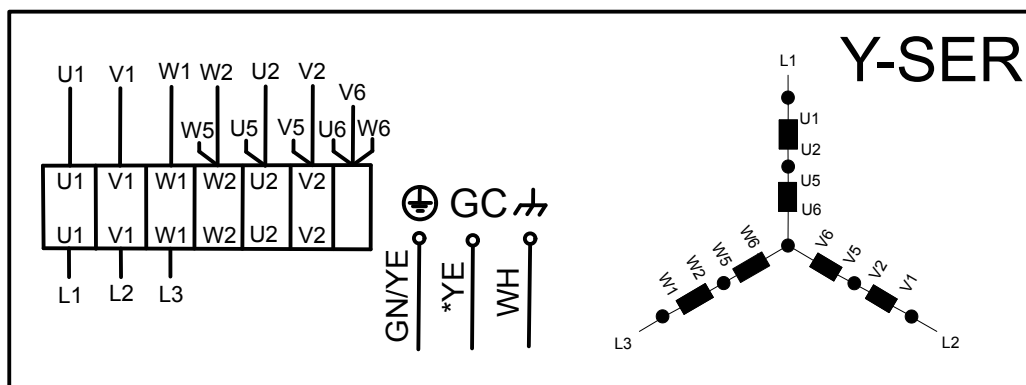 Y-SER
U1 V1 W1 W2 U2 V2 V6
W5 U5 V5 U6 W6
U1 V1 W1 W2 U2 V2
U1 V1 W1 W2 U2 V2
L1 L2 L3
GC
GN/YE *YE WH
L1
U1
U2
U5
U6
W1 W2 W5 W6
V6 V5 V2 V1
L3 L2